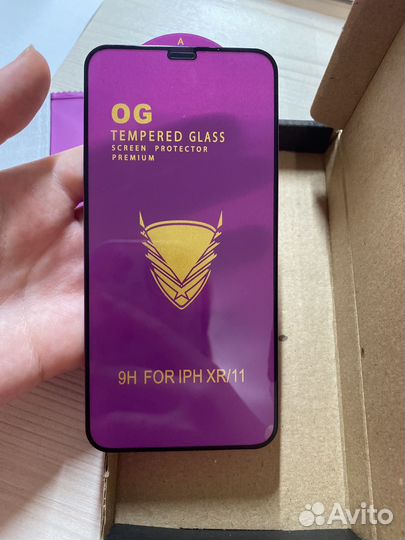 A
OG
TEMPERED GLASS
SCREEN PROTECTOR
PREMIUM
9H FOR IPH XR/11
Avito